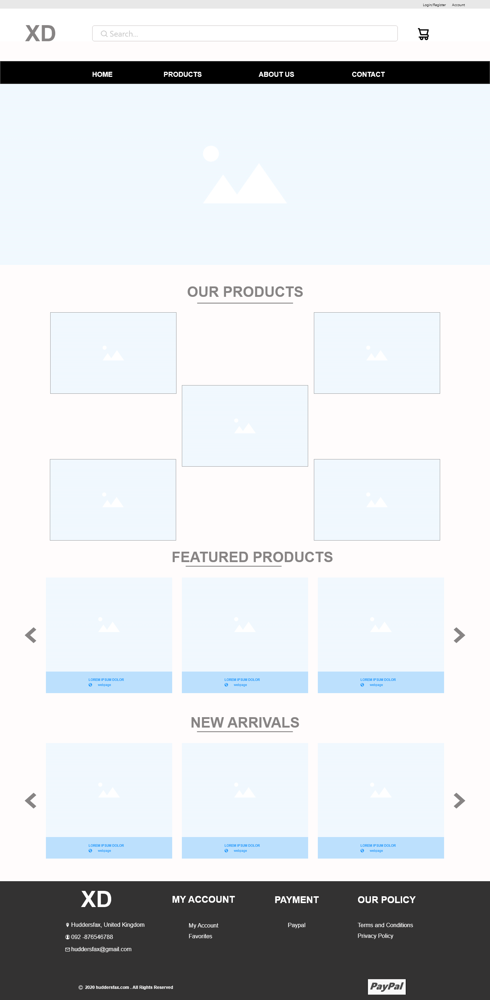 Login/Register Account
XD
Search...
HOME PRODUCTS ABOUT US CONTACT
OUR PRODUCTS
FEATURED PRODUCTS
LOREM IPSUM DOLOR
webpage
LOREM IPSUM DOLOR
webpage
LOREM IPSUM DOLOR
webpage
NEW ARRIVALS
LOREM IPSUM DOLOR
webpage
LOREM IPSUM DOLOR
webpage
LOREM IPSUM DOLOR
webpage
XD
Huddersfax, United Kingdom
092 -876546788
huddersfax@gmail.com
MY ACCOUNT
My Account
Favorites
PAYMENT
Paypal
OUR POLICY
Terms and Conditions
Privacy Policy
© 2020 huddersfax.com . All Rights Reserved
PayPal